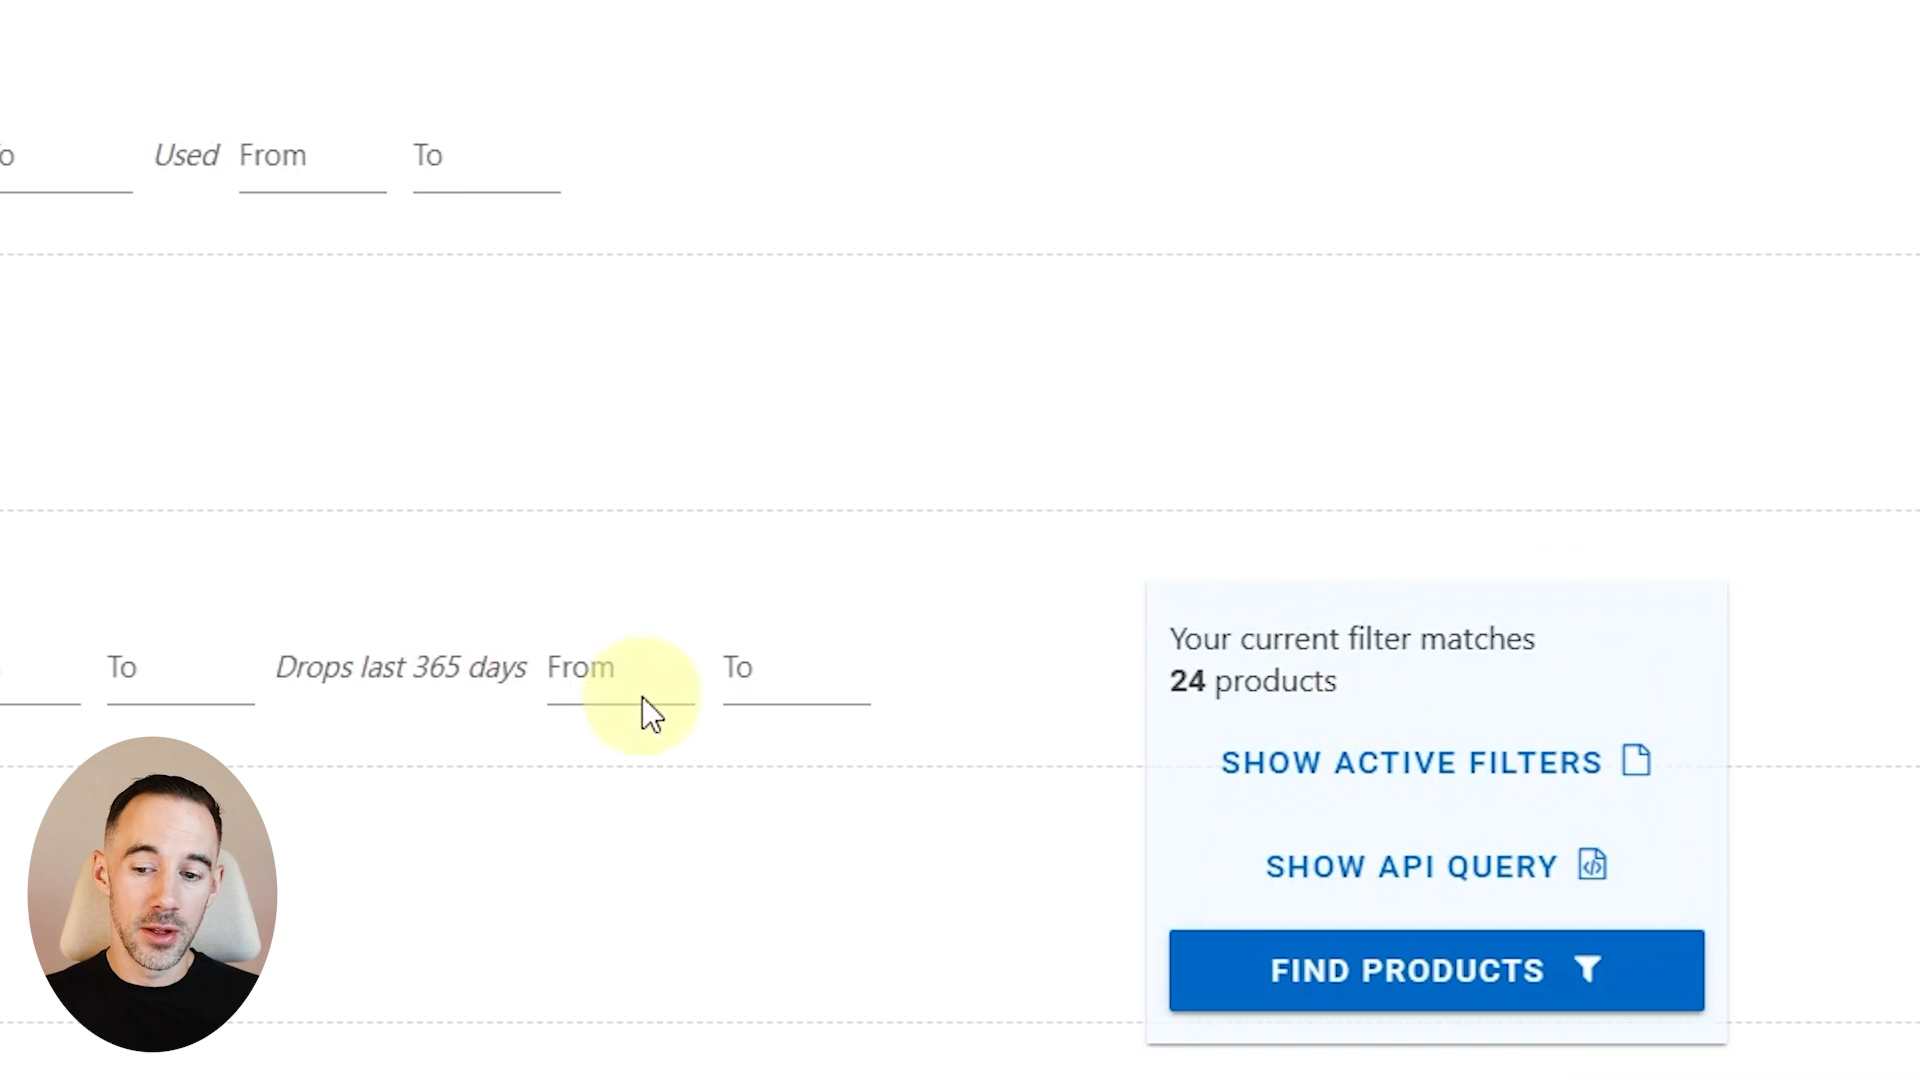 To Used From To
To Drops last 365 days From To
Your current filter matches
24 products
SHOW ACTIVE FILTERS
SHOW API QUERY
FIND PRODUCTS